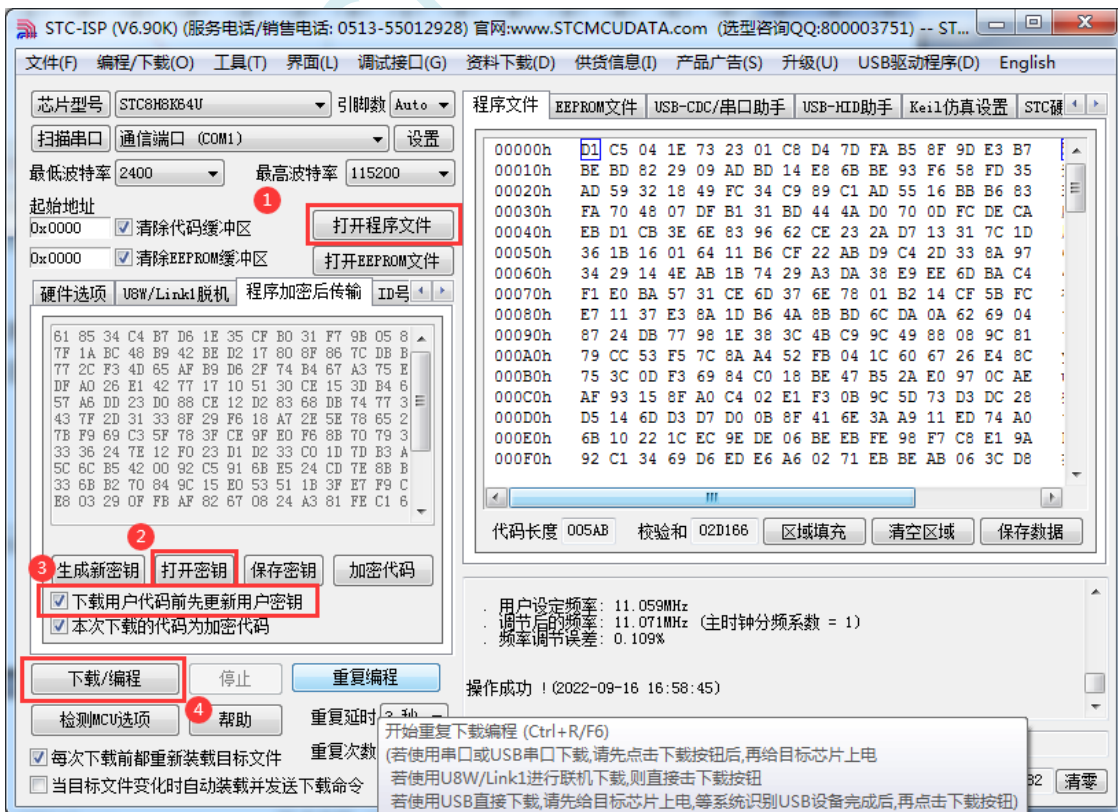 STC-ISP (V6.90K) (服务电话/销售电话: 0513-55012928) 官网:www.STCMCUDATA.com (选型咨询QQ:800003751) -- ST...
文件(F) 编程/下载(O) 工具(T) 界面(L) 调试接口(G) 资料下载(D) 供货信息(I) 产品广告(S) 升级(U) USB驱动程序(D) English
芯片型号 STC8H8K64U 引脚数 Auto
扫描串口 通信端口 (COM1) 设置
最低波特率 2400 最高波特率 115200
1
起始地址
0x0000 清除代码缓冲区 打开程序文件
0x0000 清除EEPROM缓冲区 打开EEPROM文件
硬件选项 U8W/Link1脱机 程序加密后传输 ID号
61 85 34 C4 B7 D6 1E 35 CF B0 31 F7 9B 05 8
7F 1A BC 48 B9 42 BE D2 17 80 8F 86 7C DB B
77 2C F3 4D 65 AF B9 D6 2F 74 B4 67 A3 75 E
DF A0 26 E1 42 77 17 10 51 30 CE 15 3D B4 6
57 A6 DD 23 D0 88 CE 12 D2 83 68 DB 74 77 3
43 7F 2D 31 33 8F 29 F6 18 A7 2E 5E 78 65 2
7B F9 69 C3 5F 78 3F CE 9F E0 F6 8B 70 79 3
33 36 24 7E 12 F0 23 D1 D2 33 C0 1D 7D B3 A
5C 6C B5 42 00 92 C5 91 6B E5 24 CD 7E 8B B
33 6B B2 70 84 9C 15 E0 53 51 1B 3F E7 F9 C
E8 03 29 0F FB AF 82 67 08 24 A3 81 FE C1 6
2
3
生成新密钥 打开密钥 保存密钥 加密代码
下载用户代码前先更新用户密钥
本次下载的代码为加密代码
下载/编程 停止 重复编程
4
检测MCU选项 帮助 重复延时 3 秒
每次下载前都重新装载目标文件 重复次数
当目标文件变化时自动装载并发送下载命令
程序文件 EEPROM文件 USB-CDC/串口助手 USB-HID助手 Keil仿真设置 STC硬
00000h D1 C5 04 1E 73 23 01 C8 D4 7D FA B5 8F 9D E3 B7
00010h BE BD 82 29 09 AD BD 14 E8 6B BE 93 F6 58 FD 35
00020h AD 59 32 18 49 FC 34 C9 89 C1 AD 55 16 BB B6 83
00030h FA 70 48 07 DF B1 31 BD 44 4A D0 70 0D FC DE CA
00040h EB D1 CB 3E 6E 83 96 62 CE 23 2A D7 13 31 7C 1D
00050h 36 1B 16 01 64 11 B6 CF 22 AB D9 C4 2D 33 8A 97
00060h 34 29 14 4E AB 1B 74 29 A3 DA 38 E9 EE 6D BA C4
00070h F1 E0 BA 57 31 CE 6D 37 6E 78 01 B2 14 CF 5B FC
00080h E7 11 37 E3 8A 1D B6 4A 8B BD 6C DA 0A 62 69 04
00090h 87 24 DB 77 98 1E 38 3C 4B C9 9C 49 88 08 9C 81
000A0h 79 CC 53 F5 7C 8A A4 52 FB 04 1C 60 67 26 E4 8C
000B0h 75 3C 0D F3 69 84 C0 18 BE 47 B5 2A E0 97 0C AE
000C0h AF 93 15 8F A0 C4 02 E1 F3 0B 9C 5D 73 D3 DC 28
000D0h D5 14 6D D3 D7 D0 0B 8F 41 6E 3A A9 11 ED 74 A0
000E0h 6B 10 22 1C EC 9E DE 06 BE EB FE 98 F7 C8 E1 9A
000F0h 92 C1 34 69 D6 ED E6 A6 02 71 EB BE AB 06 3C D8
代码长度 005AB 校验和 02D166 区域填充 清空区域 保存数据
. 用户设定频率: 11.059MHz
. 调节后的频率: 11.071MHz (主时钟分频系数 = 1)
. 频率调节误差: 0.109%
操作成功 !(2022-09-16 16:58:45)
82 清零
开始重复下载编程 (Ctrl+R/F6)
(若使用串口或USB串口下载,请先点击下载按钮后,再给目标芯片上电
若使用U8W/Link1进行联机下载,则直接击下载按钮
若使用USB直接下载,请先给目标芯片上电,等系统识别USB设备完成后,再点击下载按钮)